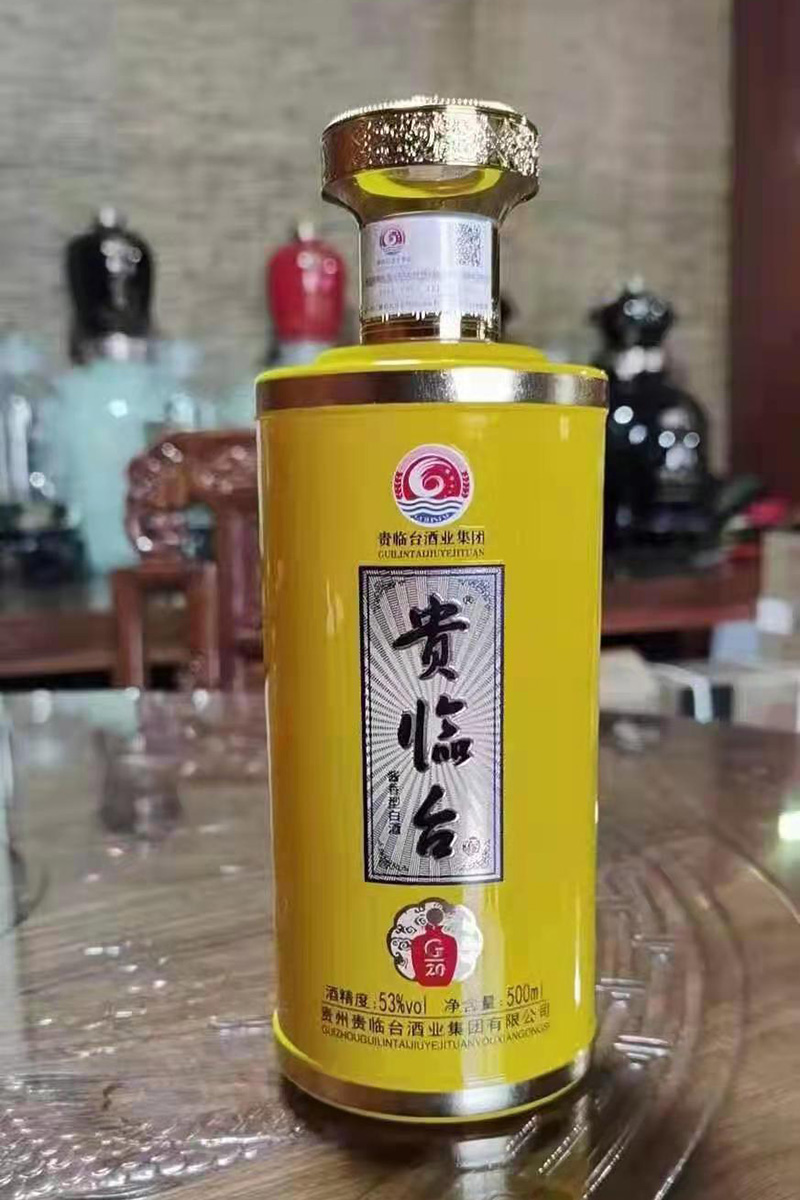 贵临台酒业集团
GUILINTAIJIUYEJITUAN
贵临台
酱香型白酒
G20
酒精度:53%vol 净含量:500ml
贵州贵临台酒业集团有限公司
GUIZHOUGUILINTAIJIUYEJITUANYOUXIANGONGSI